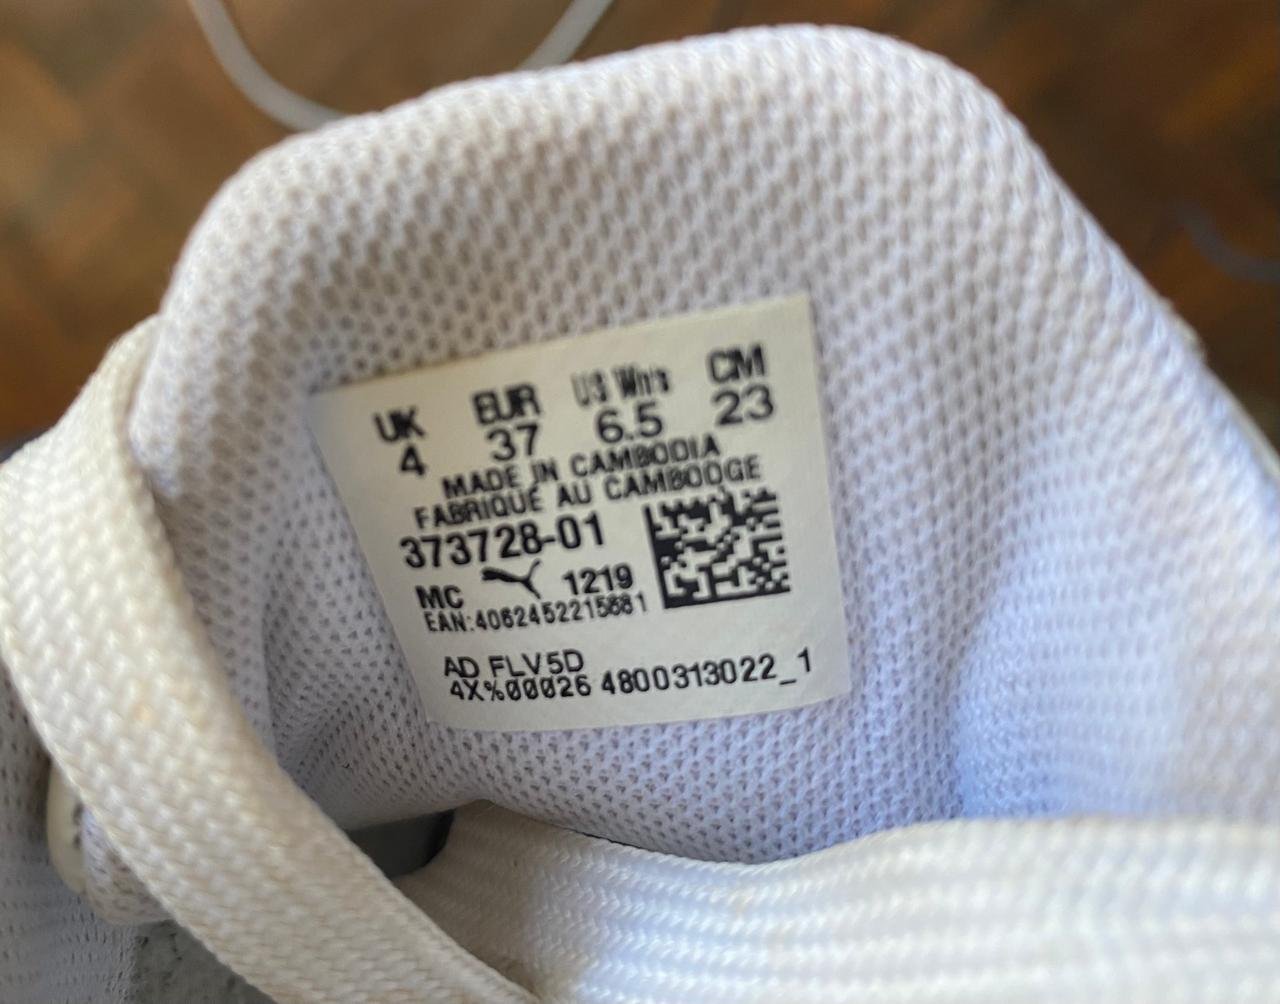 UK EUR US Wn's CM
4 37 6.5 23
MADE IN CAMBODIA
FABRIQUÉ AU CAMBODGE
373728-01
MC 1219
EAN:4062452215681
AD FLV5D
4X%00026 4800313022_1